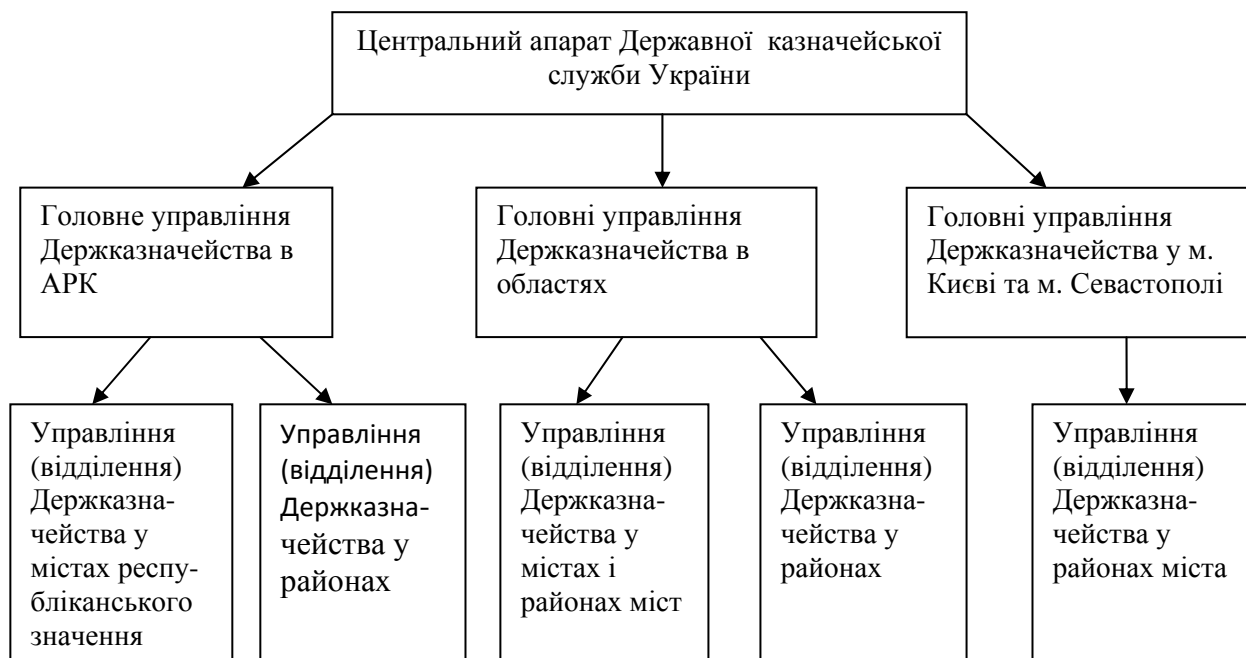 Центральний апарат Державної казначейської
служби України
Головне управління
Держказначейства в
АРК
Головні управління
Держказначейства в
областях
Головні управління
Держказначейства у м.
Києві та м. Севастополі
Управління
(відділення)
Держказна-
чейства у
містах респу-
бліканського
значення
Управління
(відділення)
Держказна-
чейства у
районах
Управління
(відділення)
Держказна-
чейства у
містах і
районах міст
Управління
(відділення)
Держказна-
чейства у
районах
Управління
(відділення)
Держказна-
чейства у
районах міста